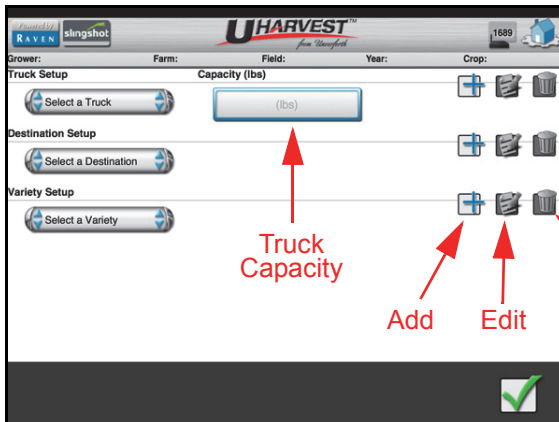 Powered by
RAVEN slingshot
UHARVEST™
from Unverferth
1689
Grower: Farm: Field: Year: Crop:
Truck Setup Capacity (lbs)
Select a Truck (lbs)
Destination Setup
Select a Destination
Variety Setup
Select a Variety
Truck
Capacity
Add Edit